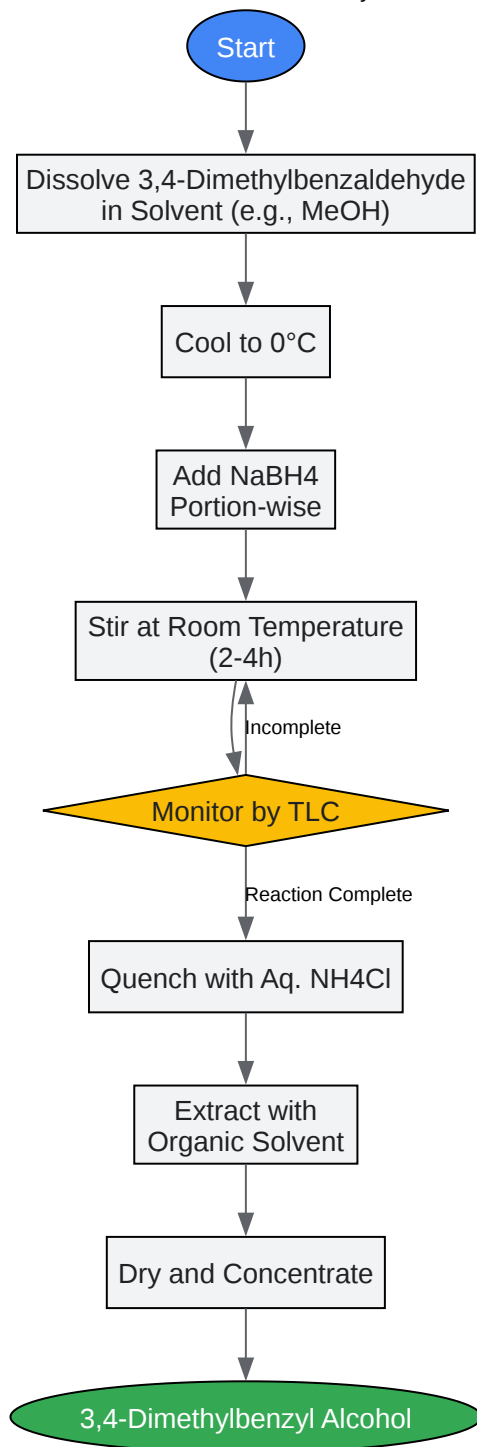 Start
Dissolve 3,4-Dimethylbenzaldehyde
in Solvent (e.g., MeOH)
Cool to 0°C
Add NaBH4
Portion-wise
Stir at Room Temperature
(2-4h)
Incomplete
Monitor by TLC
Reaction Complete
Quench with Aq. NH4Cl
Extract with
Organic Solvent
Dry and Concentrate
3,4-Dimethylbenzyl Alcohol